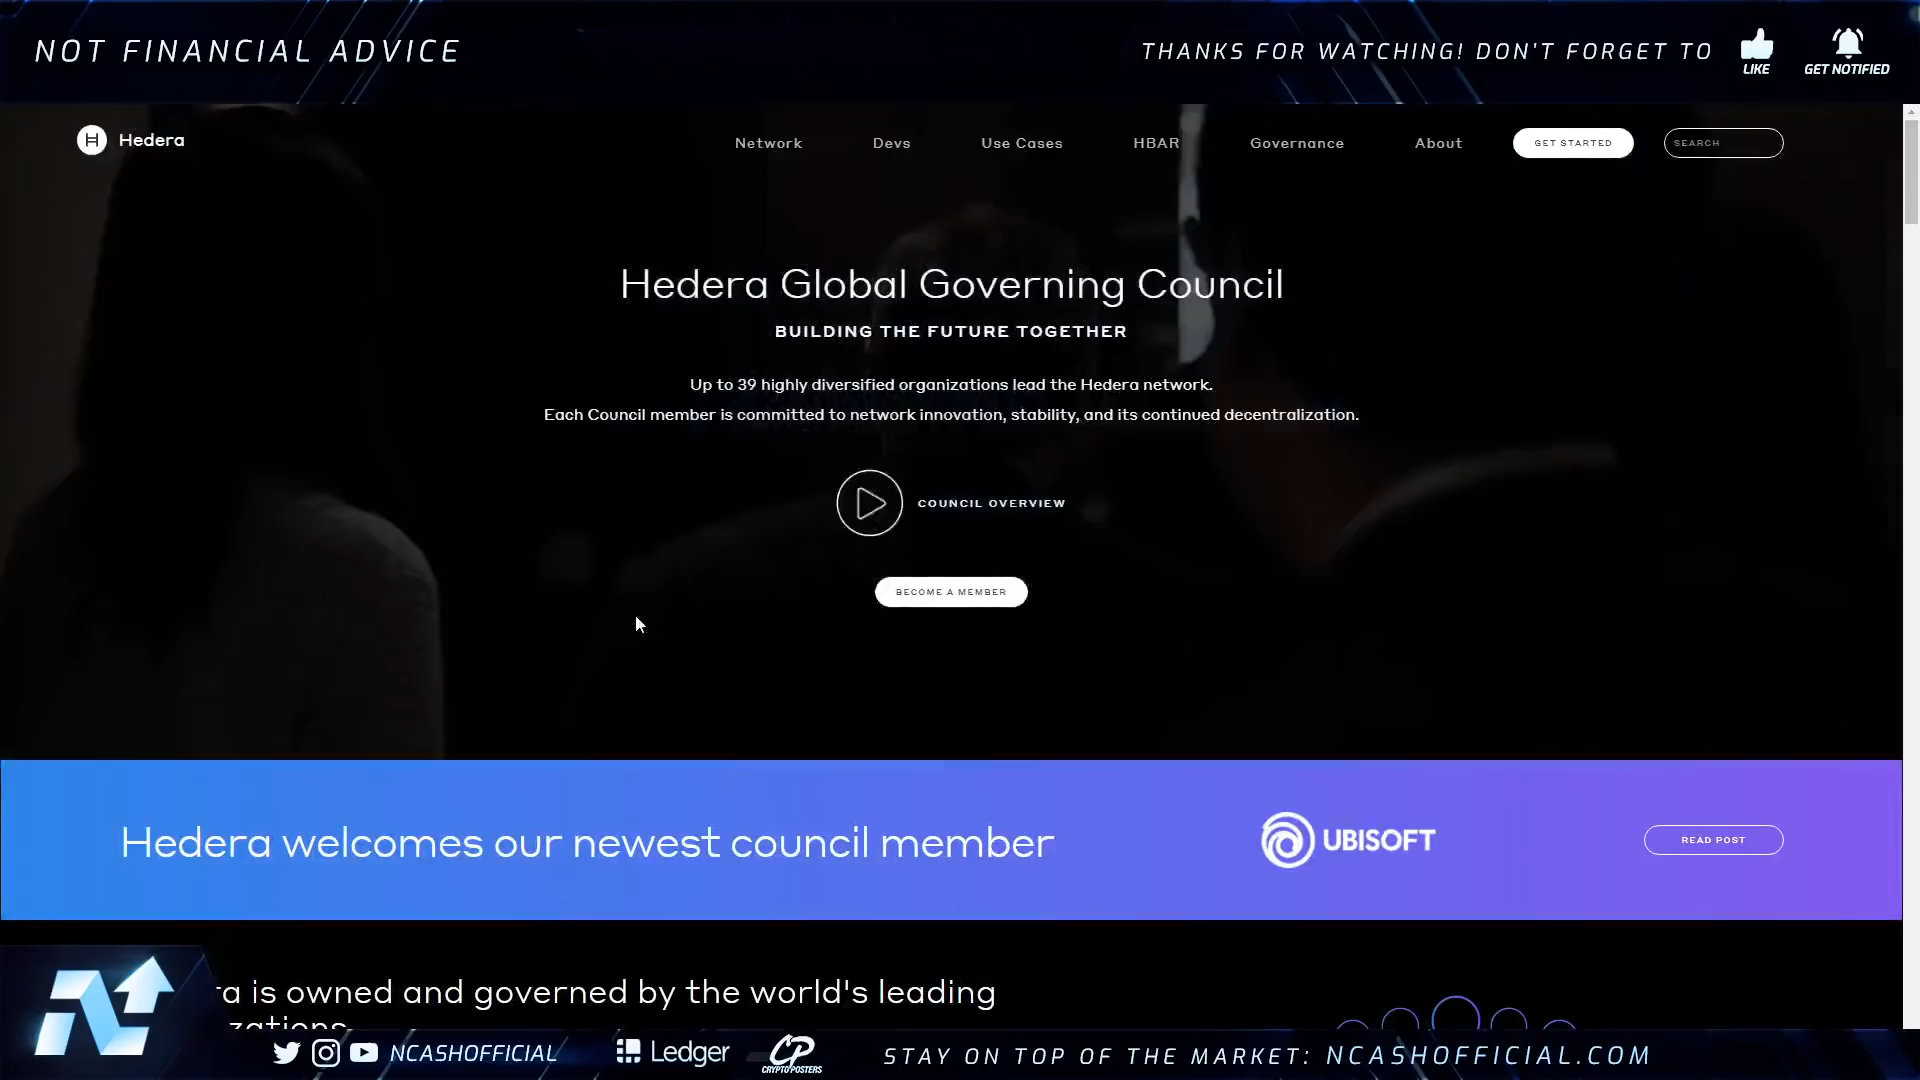 NOT FINANCIAL ADVICE
THANKS FOR WATCHING! DON'T FORGET TO
LIKE
GET NOTIFIED
Hedera
Network
Devs
Use Cases
HBAR
Governance
About
GET STARTED
SEARCH
Hedera Global Governing Council
BUILDING THE FUTURE TOGETHER
Up to 39 highly diversified organizations lead the Hedera network.
Each Council member is committed to network innovation, stability, and its continued decentralization.
COUNCIL OVERVIEW
BECOME A MEMBER
Hedera welcomes our newest council member
UBISOFT
READ POST
ra is owned and governed by the world's leading
zations
NCASHOFFICIAL
Ledger
CP
CRYPTO POSTERS
STAY ON TOP OF THE MARKET: NCASHOFFICIAL.COM